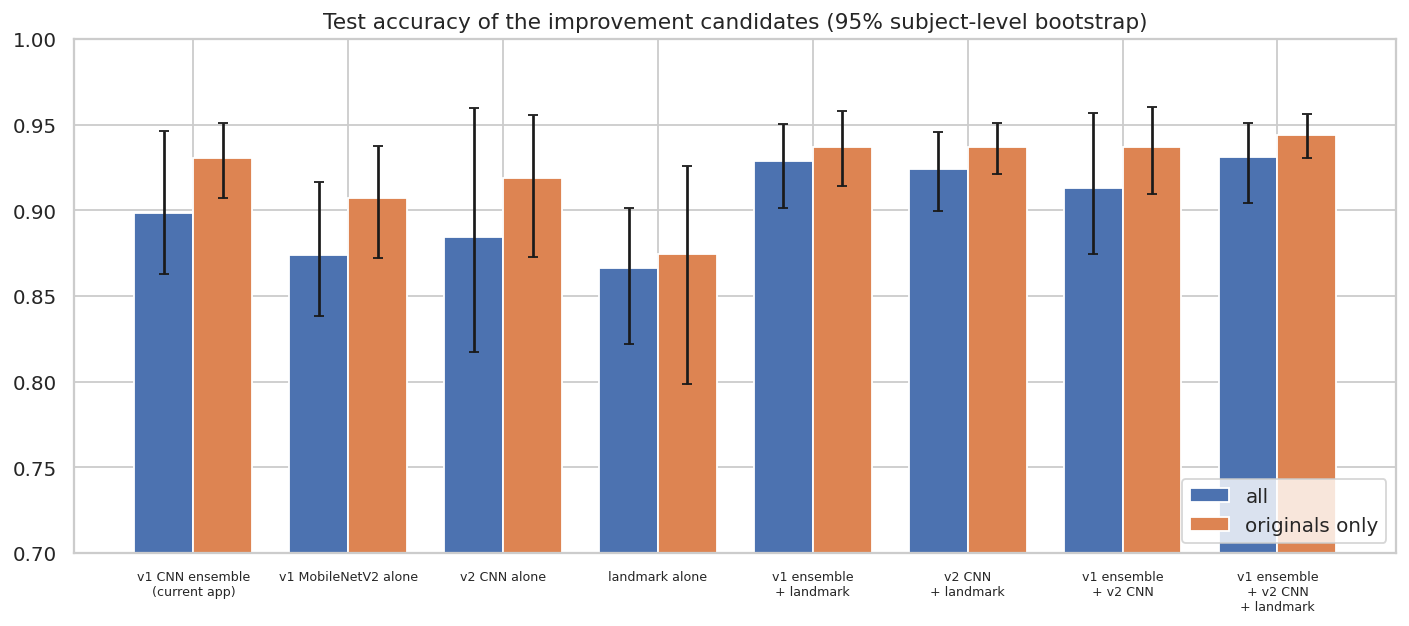 Test accuracy of the improvement candidates (95% subject-level bootstrap)
1.00
0.95
0.90
0.85
0.80
0.75
0.70
all
originals only
v1 CNN ensemble
(current app)
v1 MobileNetV2 alone
v2 CNN alone
landmark alone
v1 ensemble
+ landmark
v2 CNN
+ landmark
v1 ensemble
+ v2 CNN
v1 ensemble
+ v2 CNN
+ landmark